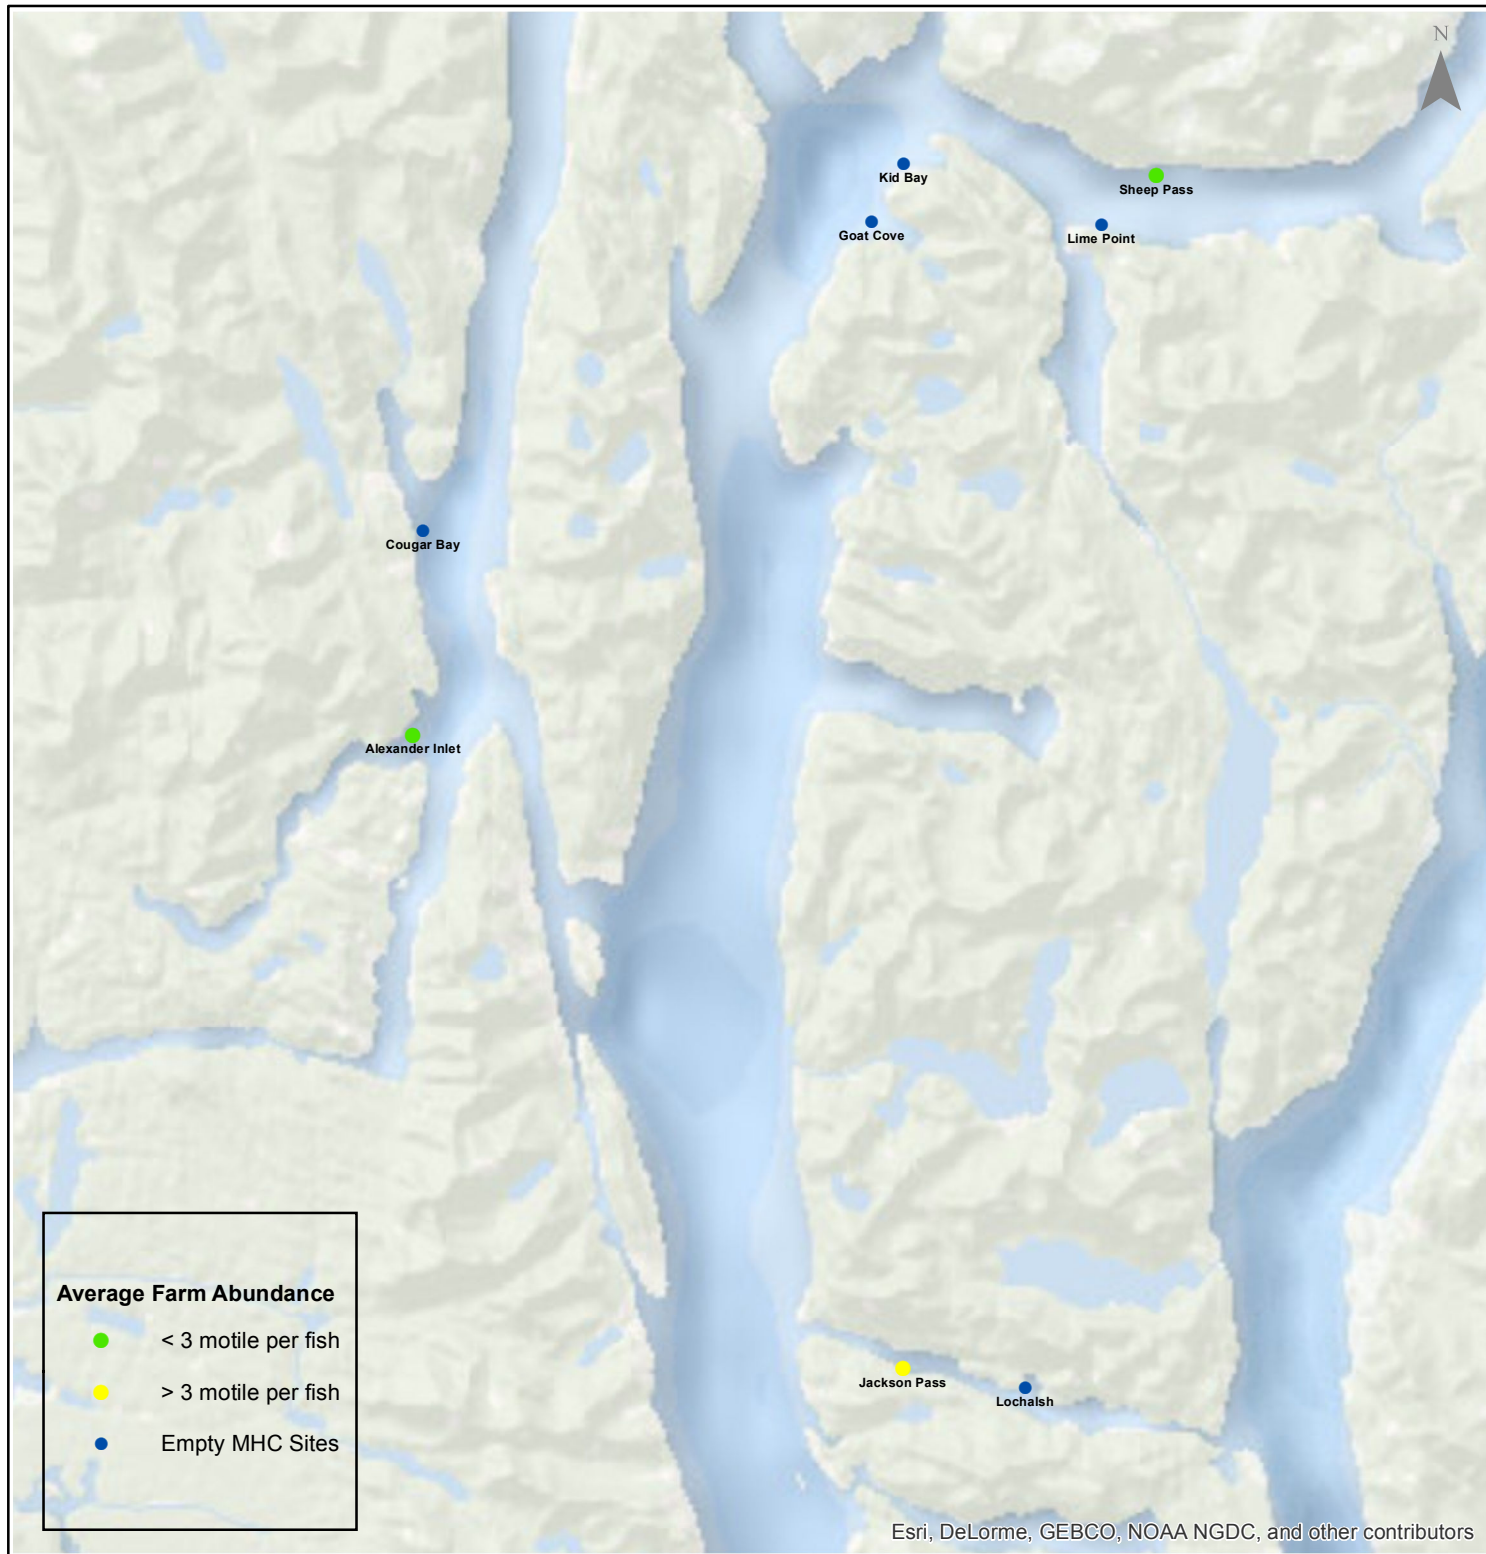 N
Kid Bay
Sheep Pass
Goat Cove
Lime Point
Cougar Bay
Alexander Inlet
Average Farm Abundance
< 3 motile per fish
> 3 motile per fish
Empty MHC Sites
Jackson Pass
Lochalsh
Esri, DeLorme, GEBCO, NOAA NGDC, and other contributors